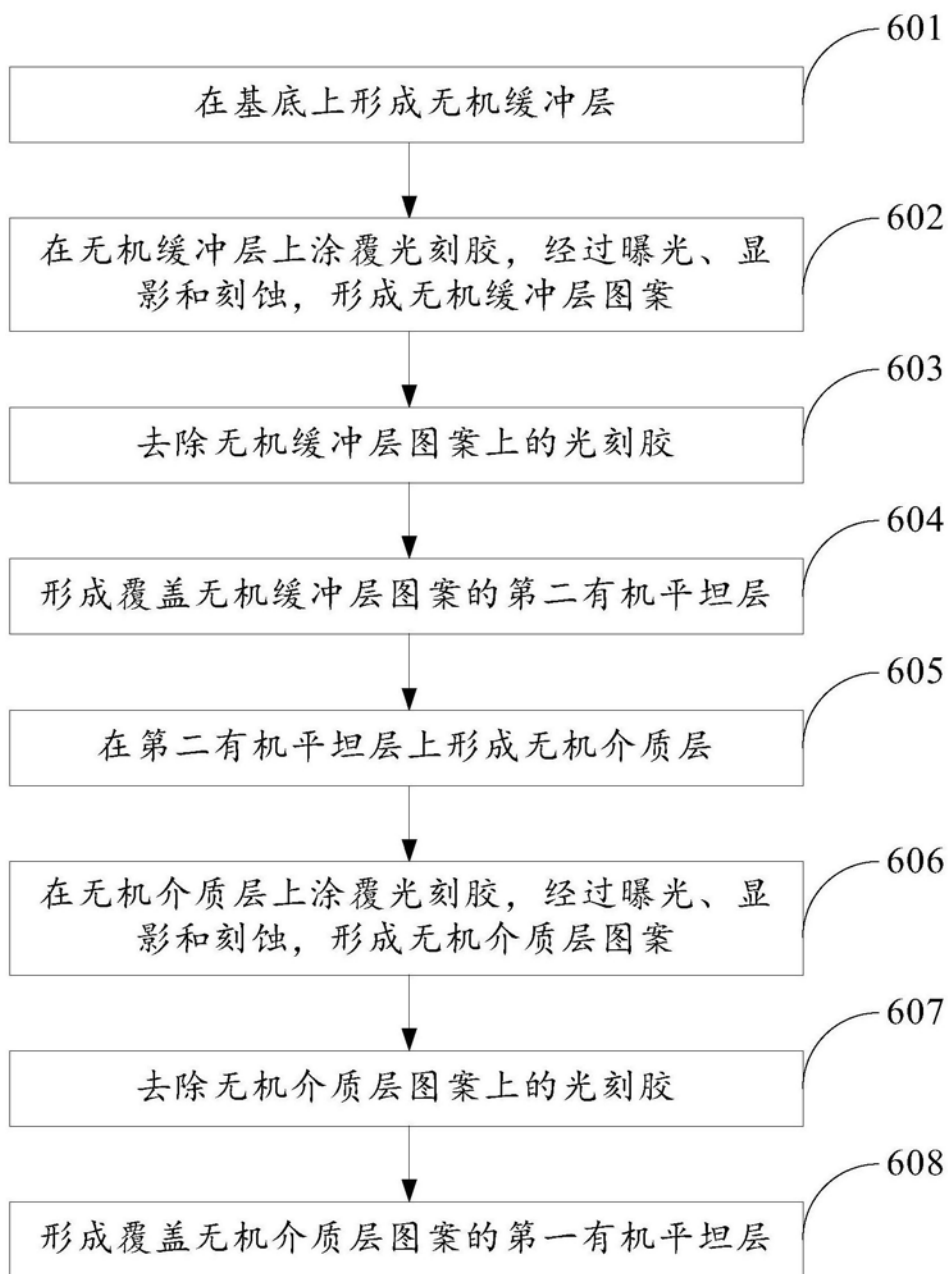 601
在基底上形成无机缓冲层
602
在无机缓冲层上涂覆光刻胶，经过曝光、显
影和刻蚀，形成无机缓冲层图案
603
去除无机缓冲层图案上的光刻胶
604
形成覆盖无机缓冲层图案的第二有机平坦层
605
在第二有机平坦层上形成无机介质层
606
在无机介质层上涂覆光刻胶，经过曝光、显
影和刻蚀，形成无机介质层图案
607
去除无机介质层图案上的光刻胶
608
形成覆盖无机介质层图案的第一有机平坦层